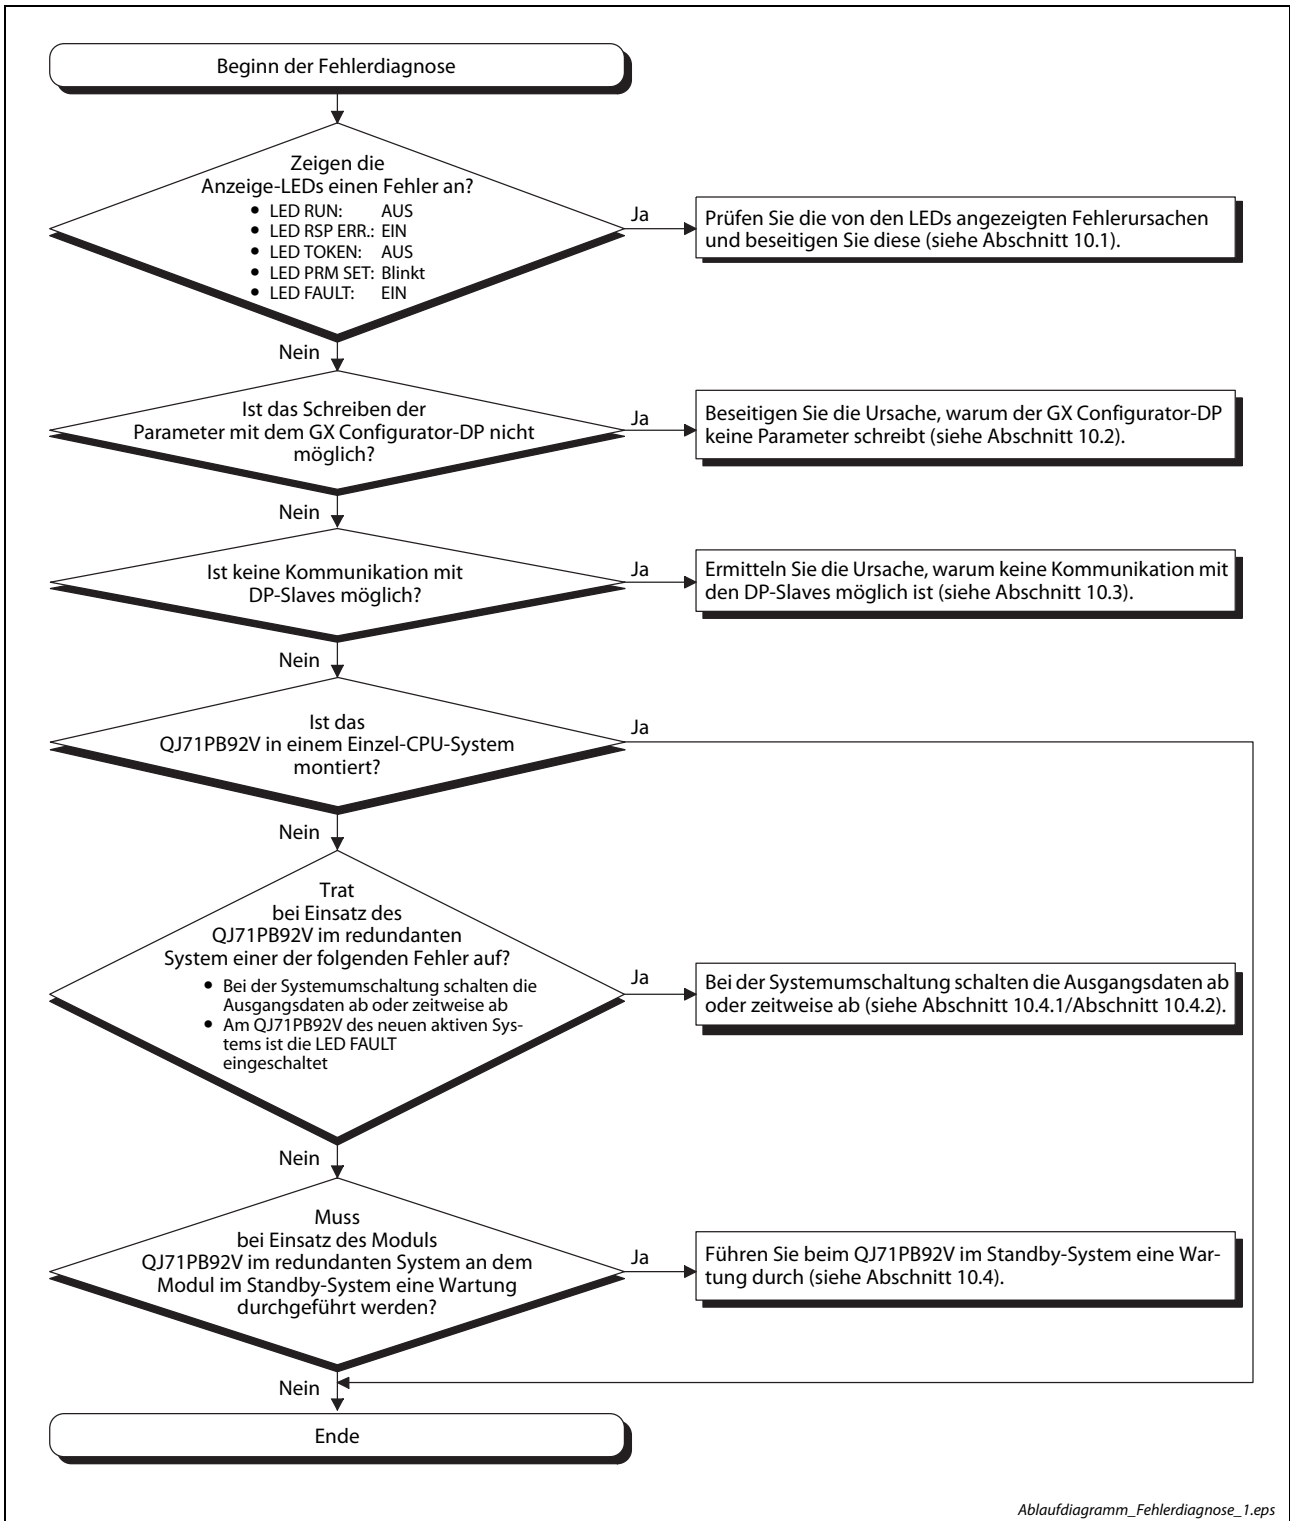 Beginn der Fehlerdiagnose
Zeigen die
Anzeige-LEDs einen Fehler an?
• LED RUN: AUS
• LED RSP ERR.: EIN
• LED TOKEN: AUS
• LED PRM SET: Blinkt
• LED FAULT: EIN
Ja
Prüfen Sie die von den LEDs angezeigten Fehlerursachen
und beseitigen Sie diese (siehe Abschnitt 10.1).
Nein
Ist das Schreiben der
Parameter mit dem GX Configurator-DP nicht
möglich?
Ja
Beseitigen Sie die Ursache, warum der GX Configurator-DP
keine Parameter schreibt (siehe Abschnitt 10.2).
Nein
Ist keine Kommunikation mit
DP-Slaves möglich?
Ja
Ermitteln Sie die Ursache, warum keine Kommunikation mit
den DP-Slaves möglich ist (siehe Abschnitt 10.3).
Nein
Ist das
QJ71PB92V in einem Einzel-CPU-System
montiert?
Ja
Nein
Trat
bei Einsatz des
QJ71PB92V im redundanten
System einer der folgenden Fehler auf?
• Bei der Systemumschaltung schalten die
Ausgangsdaten ab oder zeitweise ab
• Am QJ71PB92V des neuen aktiven Sys-
tems ist die LED FAULT
eingeschaltet
Ja
Bei der Systemumschaltung schalten die Ausgangsdaten ab
oder zeitweise ab (siehe Abschnitt 10.4.1/Abschnitt 10.4.2).
Nein
Muss
bei Einsatz des Moduls
QJ71PB92V im redundanten System an dem
Modul im Standby-System eine Wartung
durchgeführt werden?
Ja
Führen Sie beim QJ71PB92V im Standby-System eine War-
tung durch (siehe Abschnitt 10.4).
Nein
Ende
Ablaufdiagramm_Fehlerdiagnose_1.eps